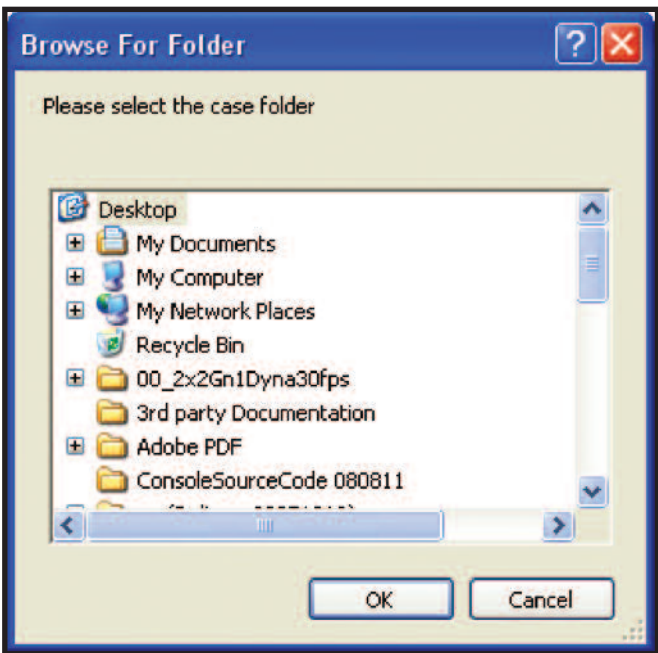 Browse For Folder
Please select the case folder
Desktop
My Documents
My Computer
My Network Places
Recycle Bin
00_2x2Gn1Dyna30fps
3rd party Documentation
Adobe PDF
ConsoleSourceCode 080811
OK
Cancel